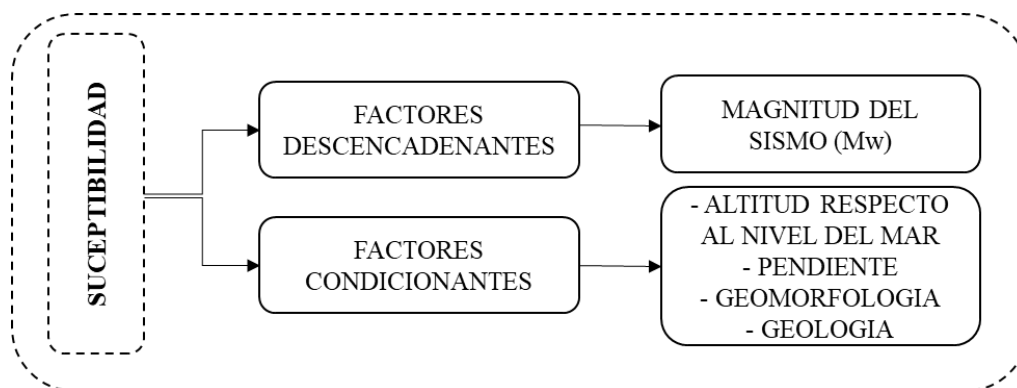 SUCEPTIBILIDAD
FACTORES
DESCENCADENANTES
MAGNITUD DEL
SISMO (Mw)
FACTORES
CONDICIONANTES
- ALTITUD RESPECTO
AL NIVEL DEL MAR
- PENDIENTE
- GEOMORFOLOGIA
- GEOLOGIA